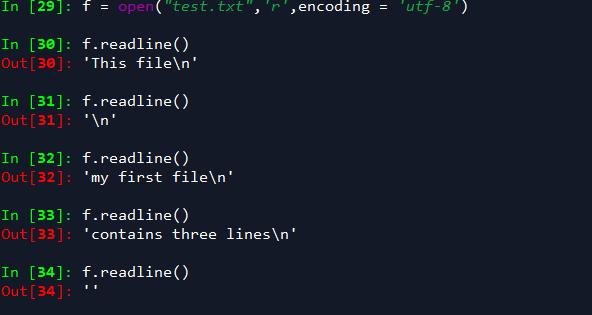 In [29]: f = open("test.txt",'r',encoding = 'utf-8')
In [30]: f.readline()
Out[30]: 'This file\n'
In [31]: f.readline()
Out[31]: '\n'
In [32]: f.readline()
Out[32]: 'my first file\n'
In [33]: f.readline()
Out[33]: 'contains three lines\n'
In [34]: f.readline()
Out[34]: ''